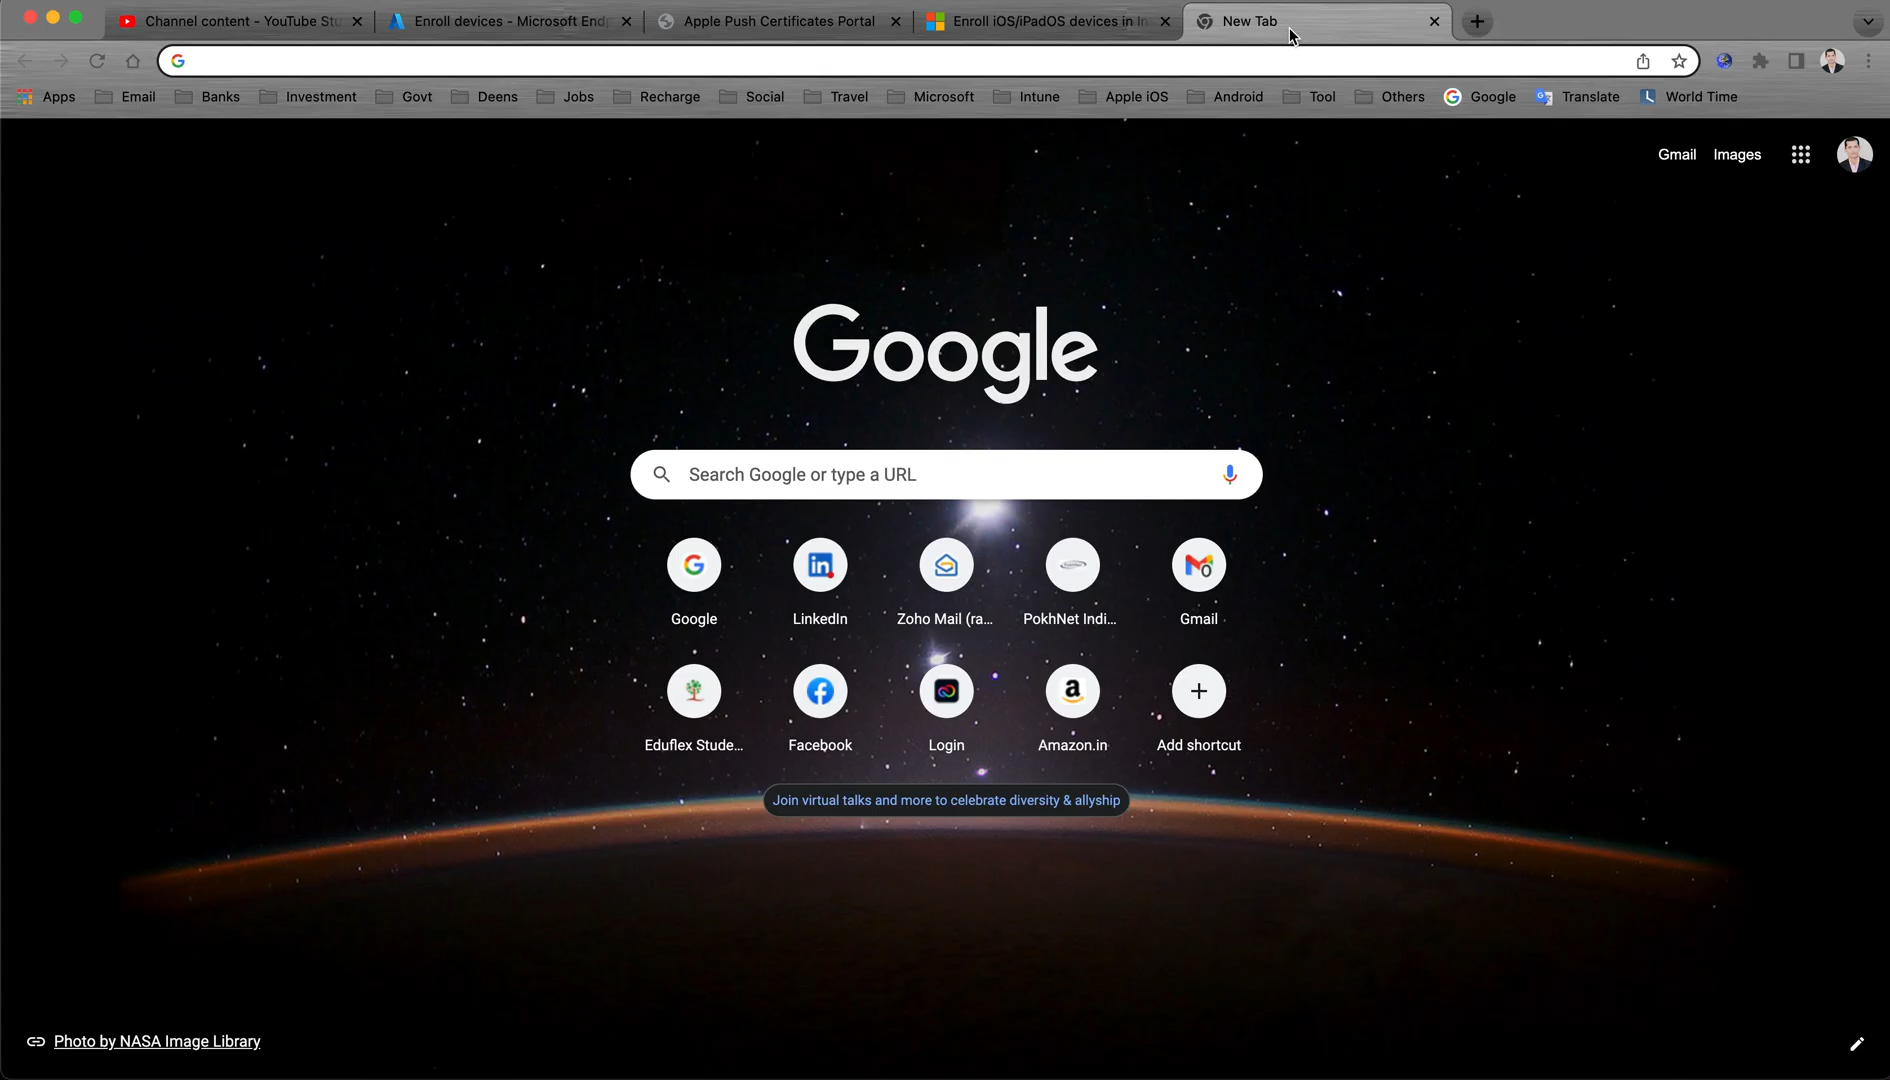 Channel content - YouTube Stu
Enroll devices - Microsoft Endp
Apple Push Certificates Portal
Enroll iOS/iPadOS devices in In
New Tab
Apps
Email
Banks
Investment
Govt
Deens
Jobs
Recharge
Social
Travel
Microsoft
Intune
Apple iOS
Android
Tool
Others
Google
Translate
World Time
Gmail
Images
Google
Search Google or type a URL
Google
LinkedIn
Zoho Mail (ra...
PokhNet Indi...
Gmail
Eduflex Stude...
Facebook
Login
Amazon.in
Add shortcut
Join virtual talks and more to celebrate diversity & allyship
Photo by NASA Image Library